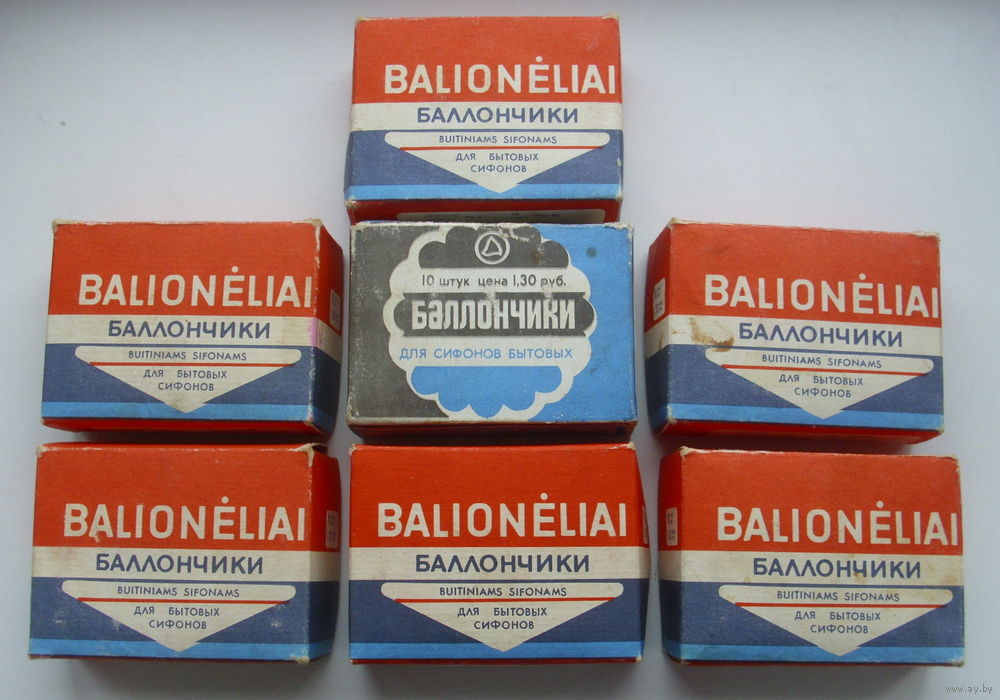 BALIONĖLIAI
БАЛЛОНЧИКИ
BUITINIAMS SIFONAMS
ДЛЯ БЫТОВЫХ
СИФОНОВ
BALIONĖLIAI
БАЛЛОНЧИКИ
BUITINIAMS SIFONAMS
ДЛЯ БЫТОВЫХ
СИФОНОВ
10 штук цена 1,30 руб.
БАЛЛОНЧИКИ
ДЛЯ СИФОНОВ БЫТОВЫХ
BALIONĖLIAI
БАЛЛОНЧИКИ
BUITINIAMS SIFONAMS
ДЛЯ БЫТОВЫХ
СИФОНОВ
BALIONĖLIAI
БАЛЛОНЧИКИ
BUITINIAMS SIFONAMS
ДЛЯ БЫТОВЫХ
СИФОНОВ
BALIONĖLIAI
БАЛЛОНЧИКИ
BUITINIAMS SIFONAMS
ДЛЯ БЫТОВЫХ
СИФОНОВ
BALIONĖLIAI
БАЛЛОНЧИКИ
BUITINIAMS SIFONAMS
ДЛЯ БЫТОВЫХ
СИФОНОВ
www.ay.by